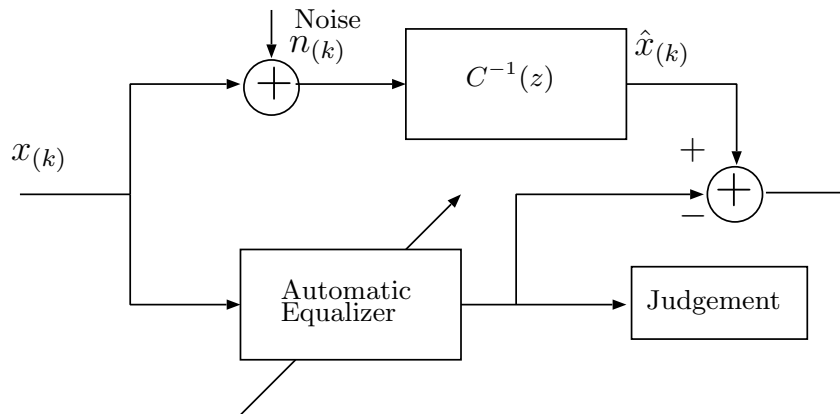 Noise
n(k)
C⁻¹(z)
x̂(k)
x(k)
+
+
+
−
Automatic
Equalizer
Judgement